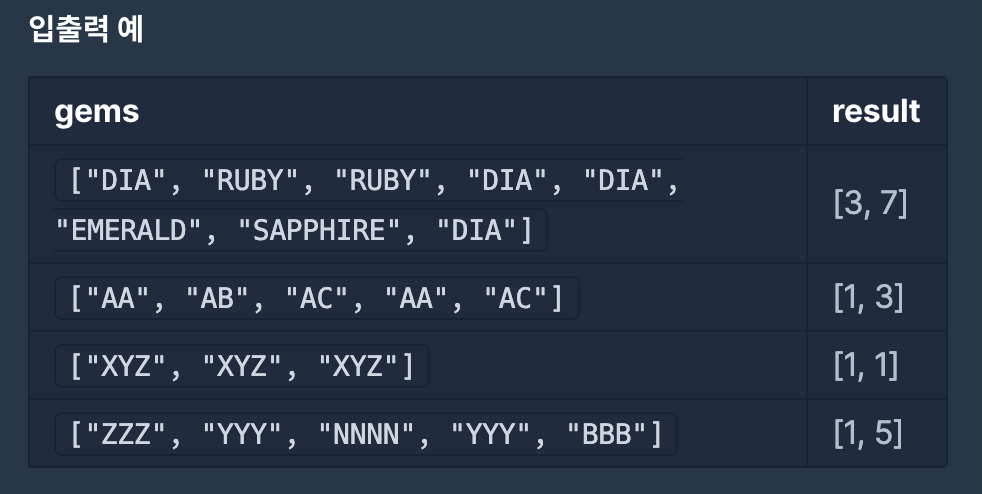 입출력 예
gems result
["DIA", "RUBY", "RUBY", "DIA", "DIA",
"EMERALD", "SAPPHIRE", "DIA"]
[3, 7]
["AA", "AB", "AC", "AA", "AC"] [1, 3]
["XYZ", "XYZ", "XYZ"] [1, 1]
["ZZZ", "YYY", "NNNN", "YYY", "BBB"] [1, 5]